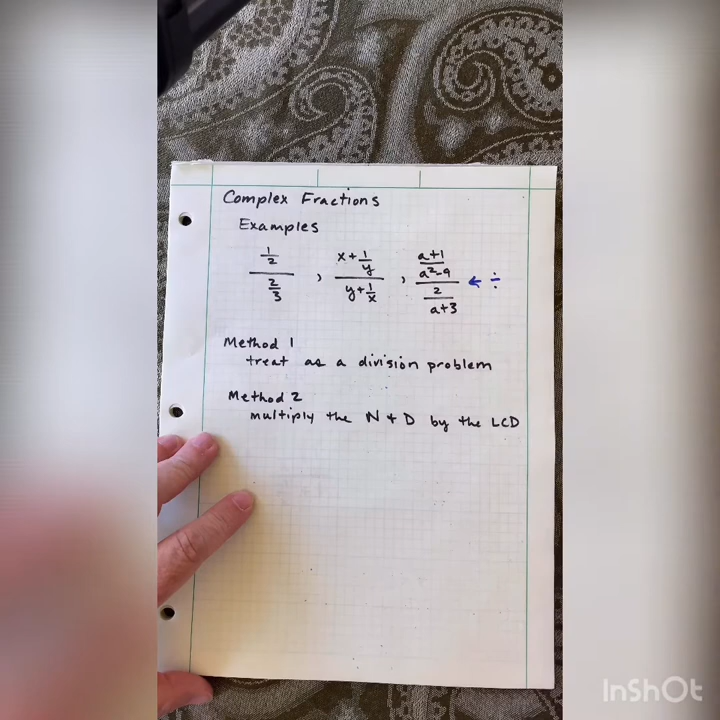 Complex Fractions
Examples
1/2 / 2/3 , x + 1/y / y + 1/x , a+1/a²-9 / 2/a+3 ← ÷
Method 1
treat as a division problem
Method 2
multiply the N + D by the LCD
InShOt